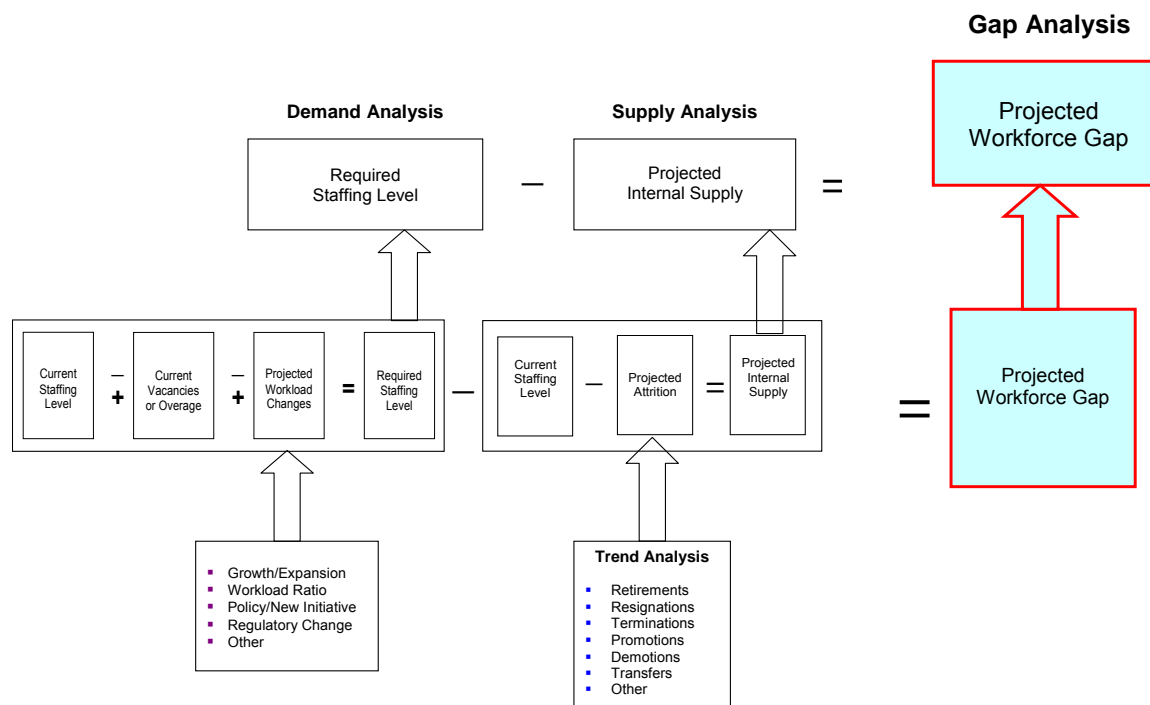 Gap Analysis
Demand Analysis
Supply Analysis
Projected
Workforce Gap
Required
Staffing Level
–
Projected
Internal Supply
=
Current
Staffing
Level
–
+
Current
Vacancies
or Overage
–
+
Projected
Workload
Changes
=
Required
Staffing
Level
–
Current
Staffing
Level
–
Projected
Attrition
=
Projected
Internal
Supply
=
Projected
Workforce Gap
▪ Growth/Expansion
▪ Workload Ratio
▪ Policy/New Initiative
▪ Regulatory Change
▪ Other
Trend Analysis
▪ Retirements
▪ Resignations
▪ Terminations
▪ Promotions
▪ Demotions
▪ Transfers
▪ Other